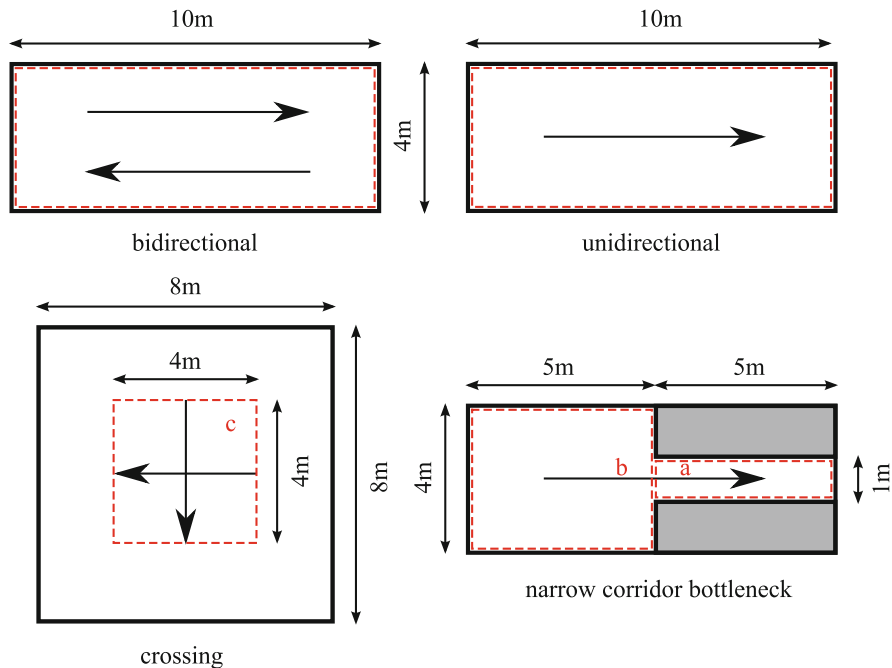 10m
10m
4m
bidirectional
unidirectional
8m
4m
c
4m
8m
crossing
5m
5m
4m
b
a
1m
narrow corridor bottleneck